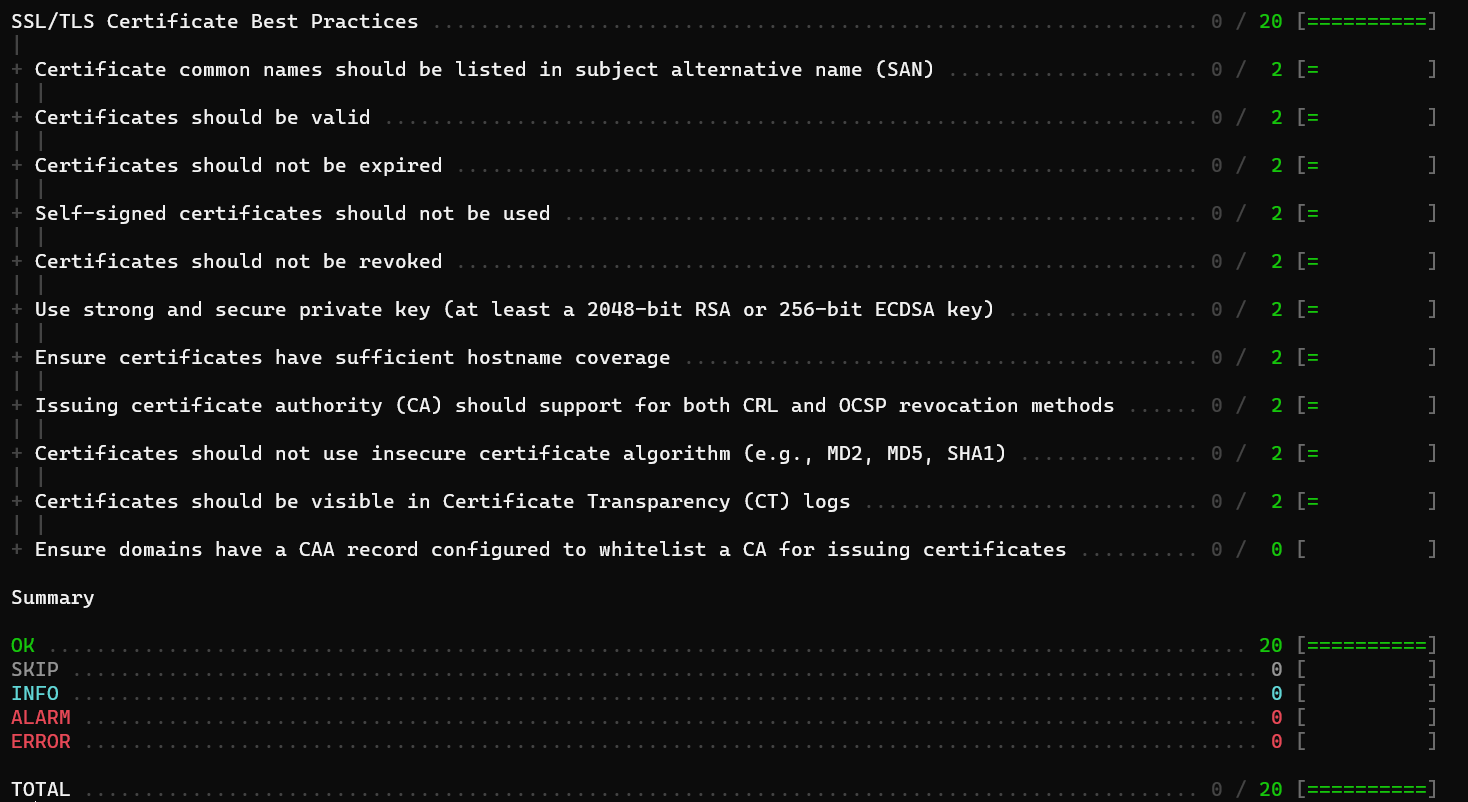 SSL/TLS Certificate Best Practices ................................................................ 0 / 20 [==========]
|
+ Certificate common names should be listed in subject alternative name (SAN) ..................... 0 /  2 [=         ]
| |
+ Certificates should be valid .................................................................... 0 /  2 [=         ]
| |
+ Certificates should not be expired .............................................................. 0 /  2 [=         ]
| |
+ Self-signed certificates should not be used ..................................................... 0 /  2 [=         ]
| |
+ Certificates should not be revoked .............................................................. 0 /  2 [=         ]
| |
+ Use strong and secure private key (at least a 2048-bit RSA or 256-bit ECDSA key) ................ 0 /  2 [=         ]
| |
+ Ensure certificates have sufficient hostname coverage ........................................... 0 /  2 [=         ]
| |
+ Issuing certificate authority (CA) should support for both CRL and OCSP revocation methods ...... 0 /  2 [=         ]
| |
+ Certificates should not use insecure certificate algorithm (e.g., MD2, MD5, SHA1) ............... 0 /  2 [=         ]
| |
+ Certificates should be visible in Certificate Transparency (CT) logs ............................ 0 /  2 [=         ]
| |
+ Ensure domains have a CAA record configured to whitelist a CA for issuing certificates .......... 0 /  0 [          ]
Summary
OK .................................................................................................... 20 [==========]
SKIP ................................................................................................... 0 [          ]
INFO ................................................................................................... 0 [          ]
ALARM .................................................................................................. 0 [          ]
ERROR .................................................................................................. 0 [          ]
TOTAL ............................................................................................. 0 / 20 [==========]